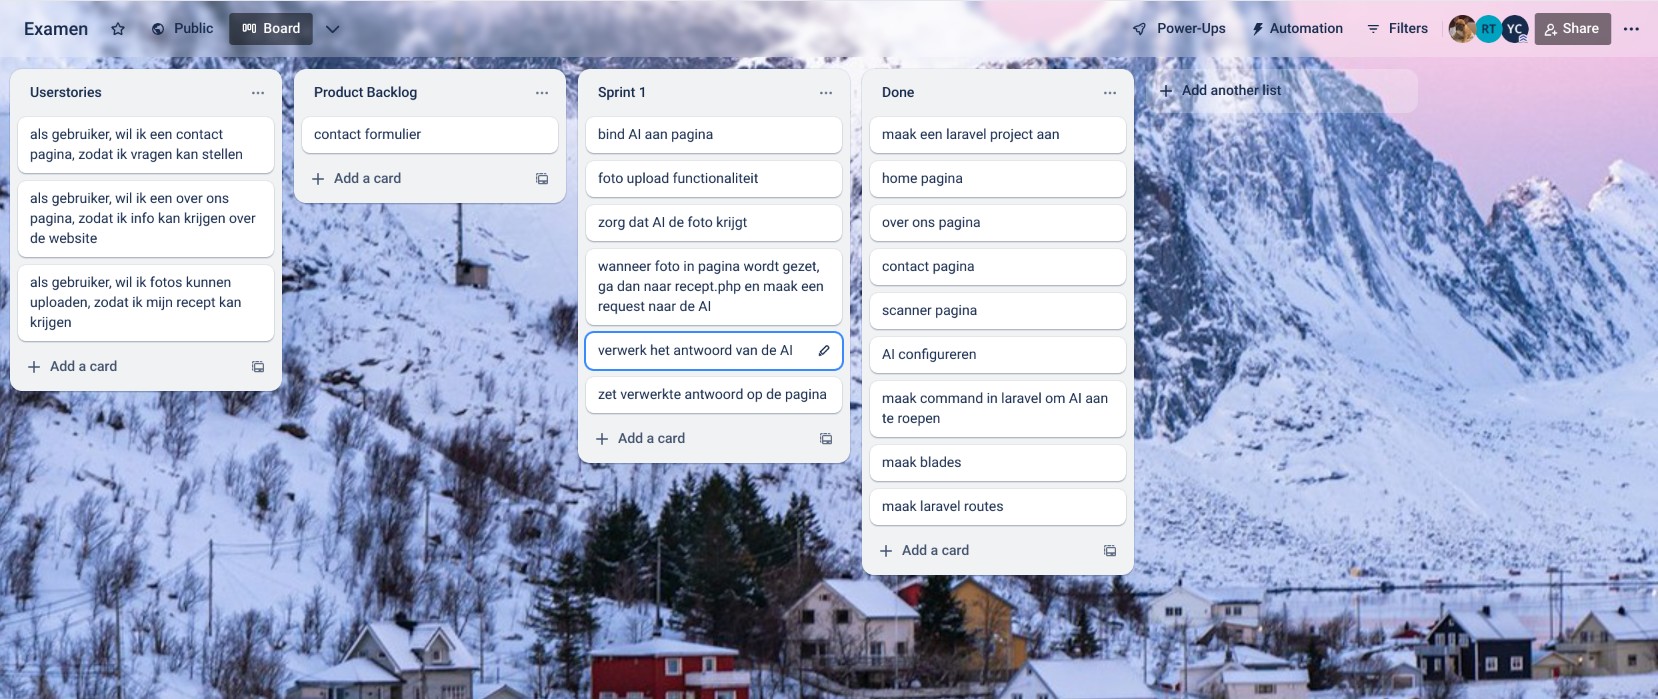 Examen
Public
Board
Power-Ups
Automation
Filters
RT
YC
Share
Userstories
als gebruiker, wil ik een contact
pagina, zodat ik vragen kan stellen
als gebruiker, wil ik een over ons
pagina, zodat ik info kan krijgen over
de website
als gebruiker, wil ik fotos kunnen
uploaden, zodat ik mijn recept kan
krijgen
Add a card
Product Backlog
contact formulier
Add a card
Sprint 1
bind AI aan pagina
foto upload functionaliteit
zorg dat AI de foto krijgt
wanneer foto in pagina wordt gezet,
ga dan naar recept.php en maak een
request naar de AI
verwerk het antwoord van de AI
zet verwerkte antwoord op de pagina
Add a card
Done
maak een laravel project aan
home pagina
over ons pagina
contact pagina
scanner pagina
AI configureren
maak command in laravel om AI aan
te roepen
maak blades
maak laravel routes
Add a card
Add another list